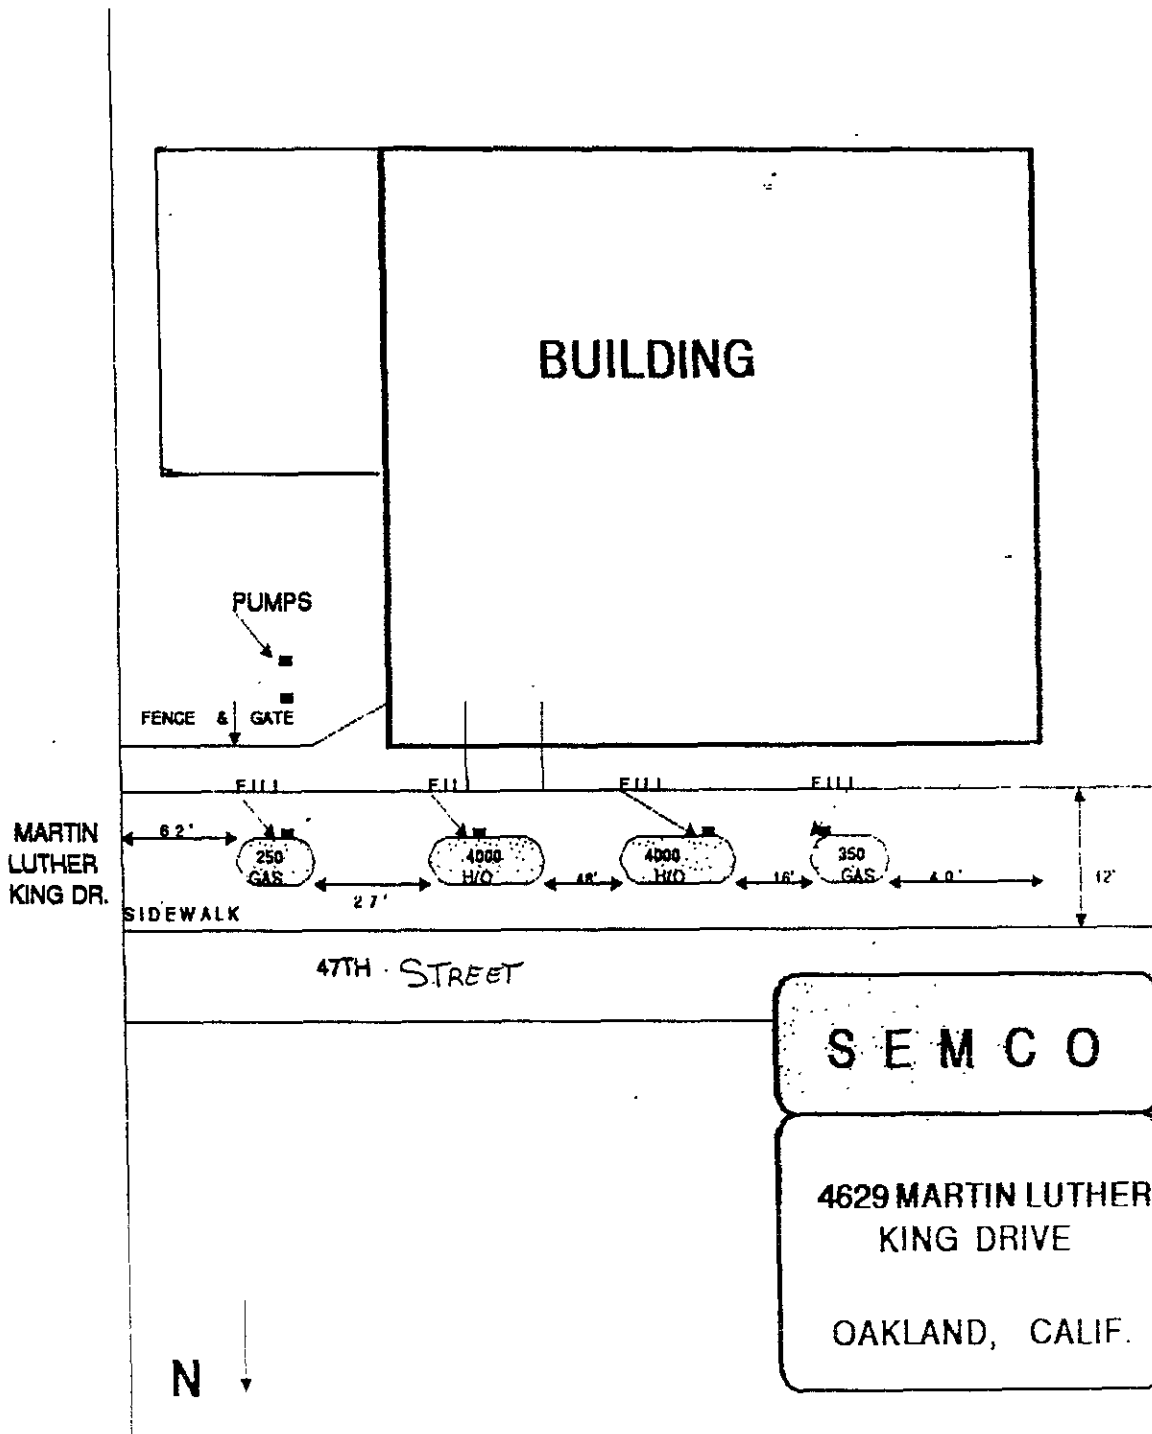 BUILDING
PUMPS
FENCE & GATE
FILL FILL FILL FILL
MARTIN
LUTHER
KING DR.
62'
250
GAS
27'
4000
H/O
48'
4000
H/O
16'
350
GAS
40'
12'
SIDEWALK
47TH STREET
SEMCO
4629 MARTIN LUTHER
KING DRIVE
OAKLAND, CALIF.
N